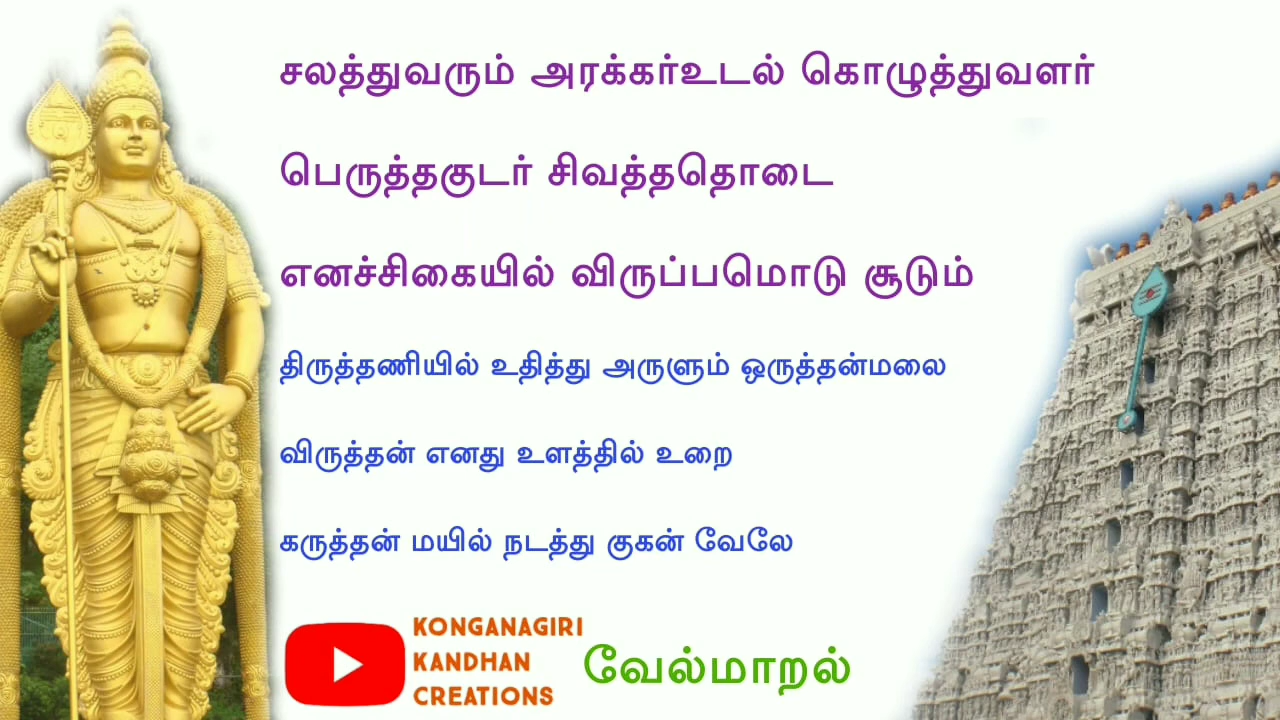 சலத்துவரும் அரக்கர்உடல் கொழுத்துவளர்
பெருத்தகுடர் சிவத்ததொடை
எனச்சிகையில் விருப்பமொடு சூடும்
திருத்தணியில் உதித்து அருளும் ஒருத்தன்மலை
விருத்தன் எனது உளத்தில் உறை
கருத்தன் மயில் நடத்து குகன் வேலே
KONGANAGIRI
KANDHAN
CREATIONS
வேல்மாறல்